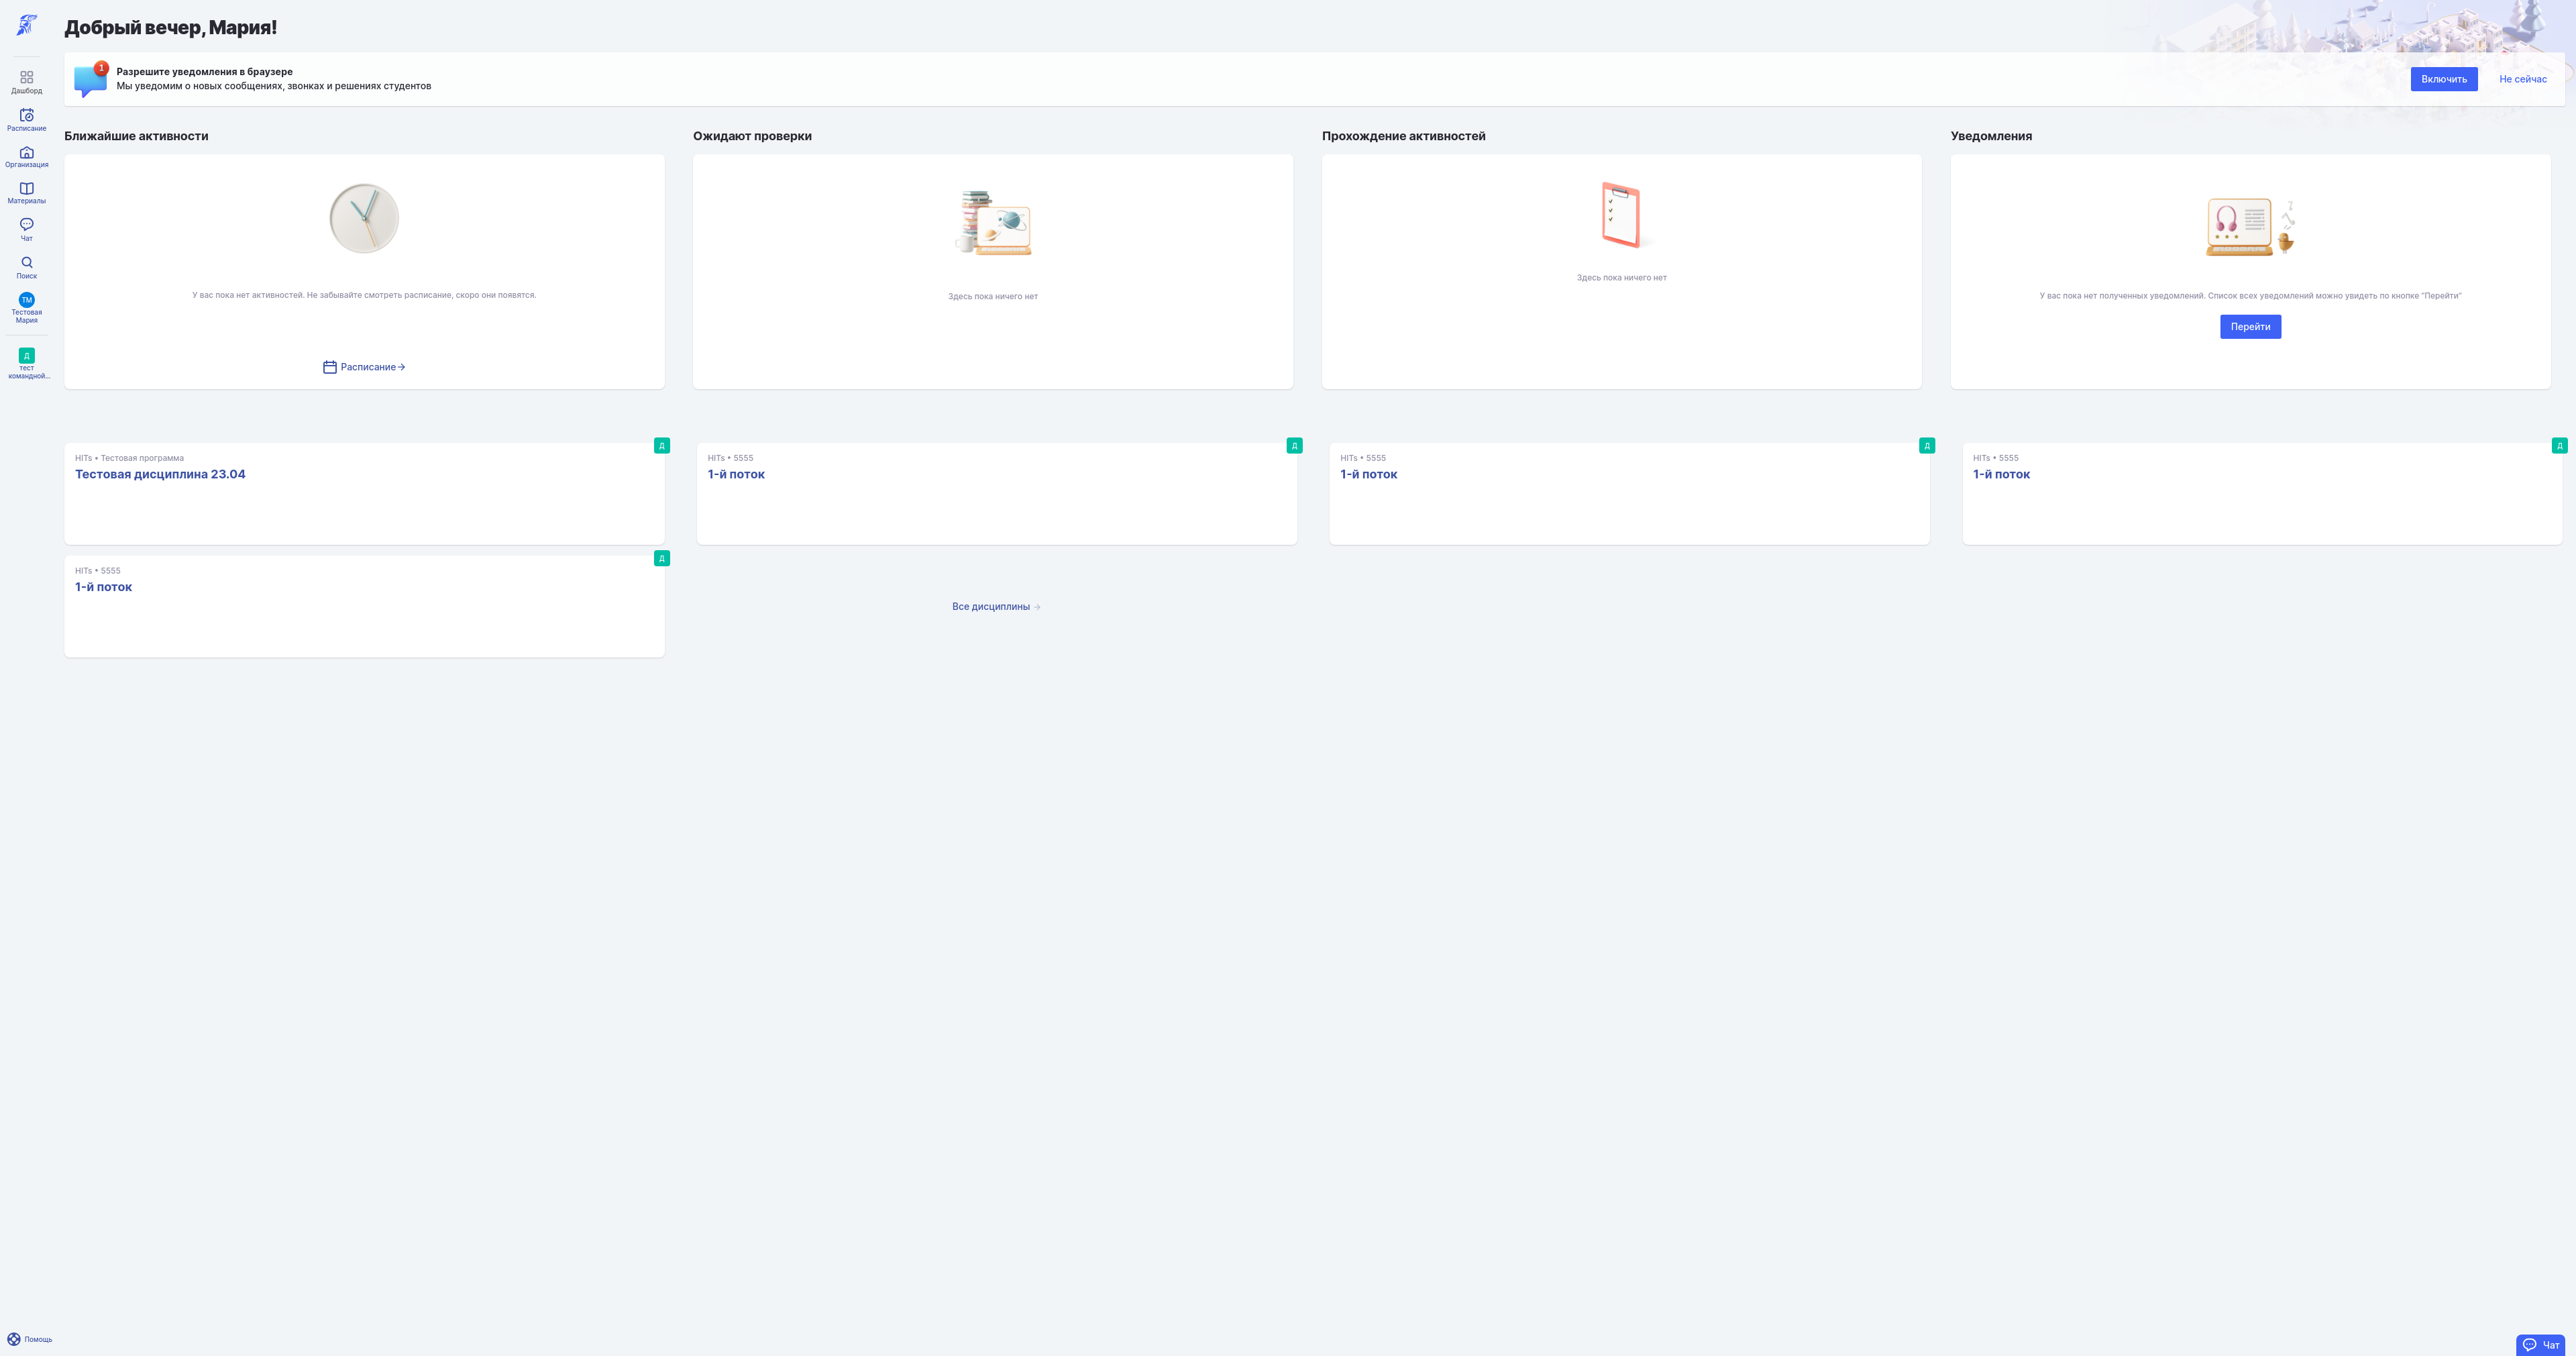 Добрый вечер, Мария!
1
Разрешите уведомления в браузере
Мы уведомим о новых сообщениях, звонках и решениях студентов
Включить
Не сейчас
Дашборд
Расписание
Организация
Материалы
Чат
Поиск
ТМ
Тестовая
Мария
Д
тест
командной...
Ближайшие активности
У вас пока нет активностей. Не забывайте смотреть расписание, скоро они появятся.
Расписание
Ожидают проверки
Здесь пока ничего нет
Прохождение активностей
Здесь пока ничего нет
Уведомления
У вас пока нет полученных уведомлений. Список всех уведомлений можно увидеть по кнопке "Перейти"
Перейти
Д
HITs • Тестовая программа
Тестовая дисциплина 23.04
Д
HITs • 5555
1-й поток
Д
HITs • 5555
1-й поток
Д
HITs • 5555
1-й поток
Д
HITs • 5555
1-й поток
Все дисциплины →
Помощь
Чат